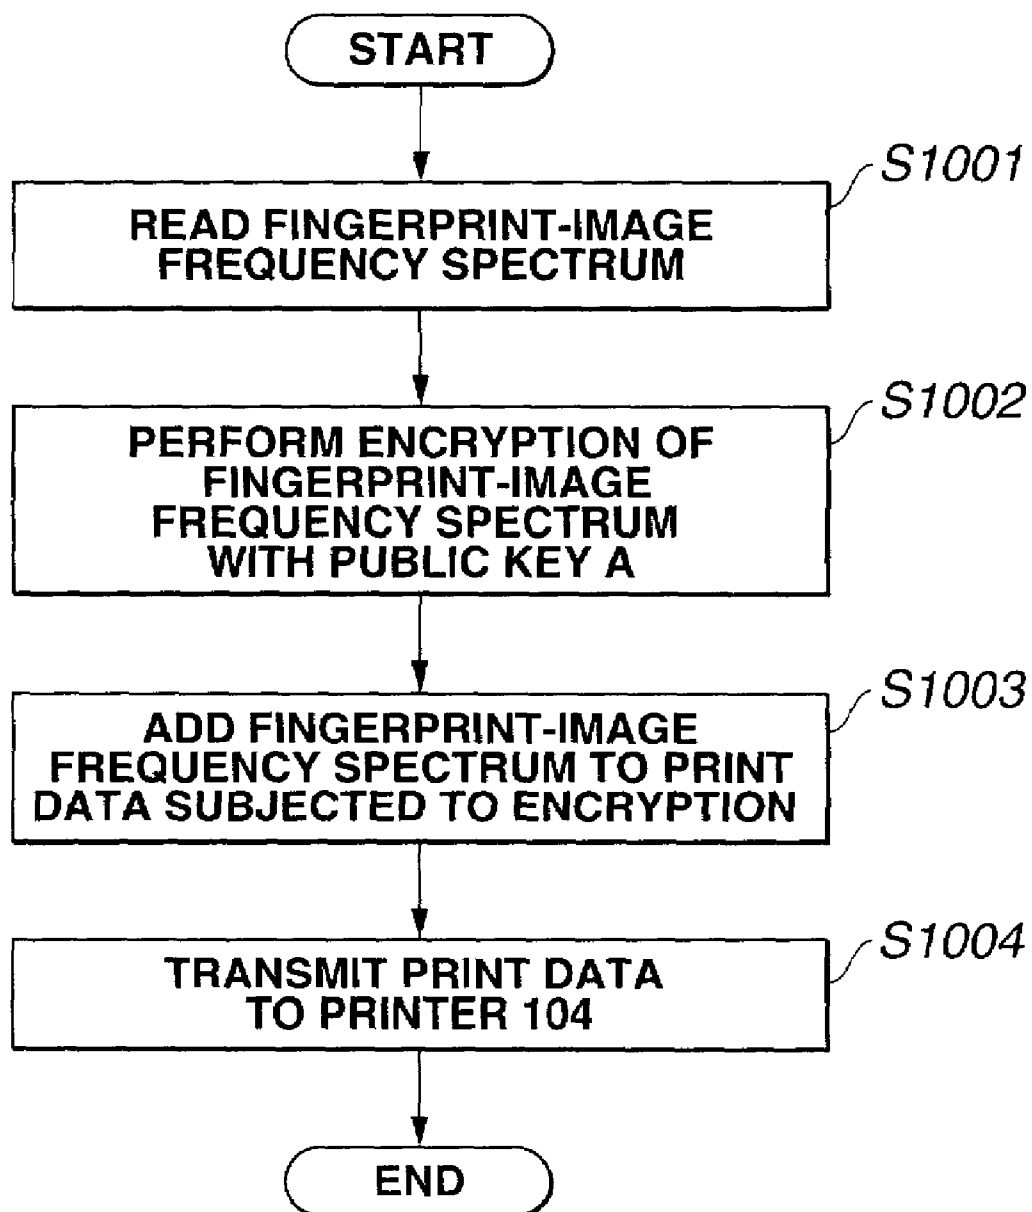 START
S1001
READ FINGERPRINT-IMAGE
FREQUENCY SPECTRUM
S1002
PERFORM ENCRYPTION OF
FINGERPRINT-IMAGE
FREQUENCY SPECTRUM
WITH PUBLIC KEY A
S1003
ADD FINGERPRINT-IMAGE
FREQUENCY SPECTRUM TO PRINT
DATA SUBJECTED TO ENCRYPTION
S1004
TRANSMIT PRINT DATA
TO PRINTER 104
END